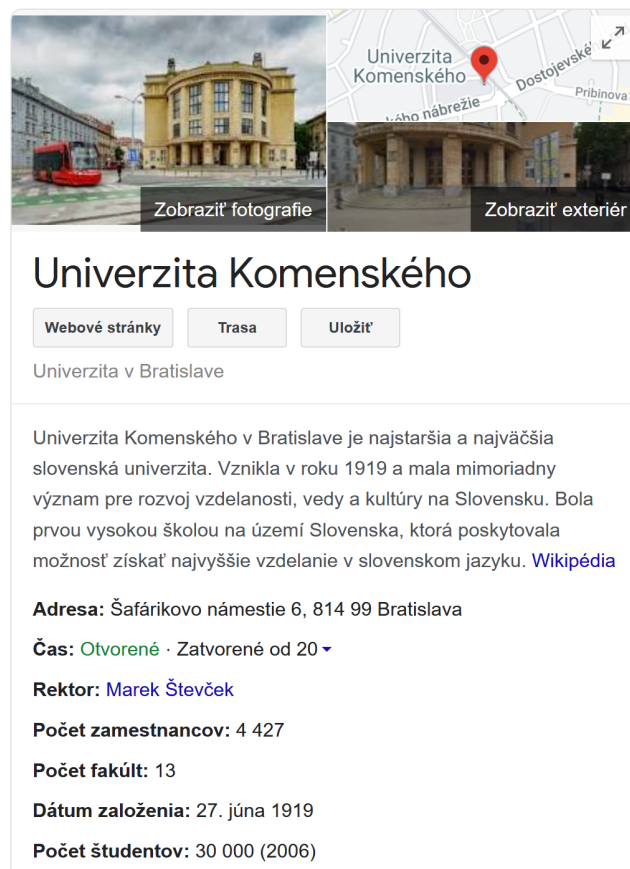 Univerzita
Komenského
Dostojevské
Pribinova
kého nábrežie
Zobraziť fotografie
Zobraziť exteriér
Univerzita Komenského
Webové stránky
Trasa
Uložiť
Univerzita v Bratislave
Univerzita Komenského v Bratislave je najstaršia a najväčšia
slovenská univerzita. Vznikla v roku 1919 a mala mimoriadny
význam pre rozvoj vzdelanosti, vedy a kultúry na Slovensku. Bola
prvou vysokou školou na území Slovenska, ktorá poskytovala
možnosť získať najvyššie vzdelanie v slovenskom jazyku. Wikipédia
Adresa: Šafárikovo námestie 6, 814 99 Bratislava
Čas: Otvorené · Zatvorené od 20
Rektor: Marek Števček
Počet zamestnancov: 4 427
Počet fakúlt: 13
Dátum založenia: 27. júna 1919
Počet študentov: 30 000 (2006)